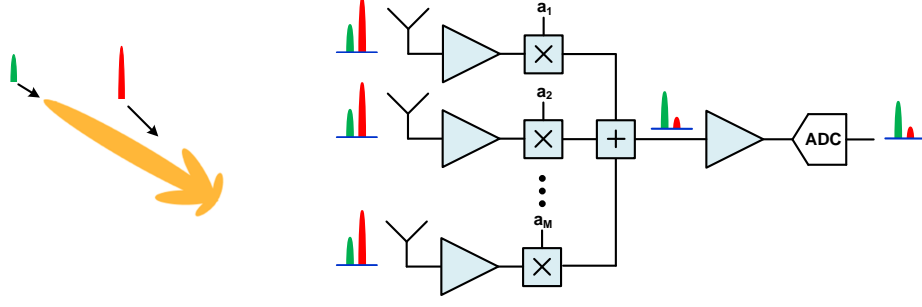 a₁
×
a₂
×
+
ADC
aM
×